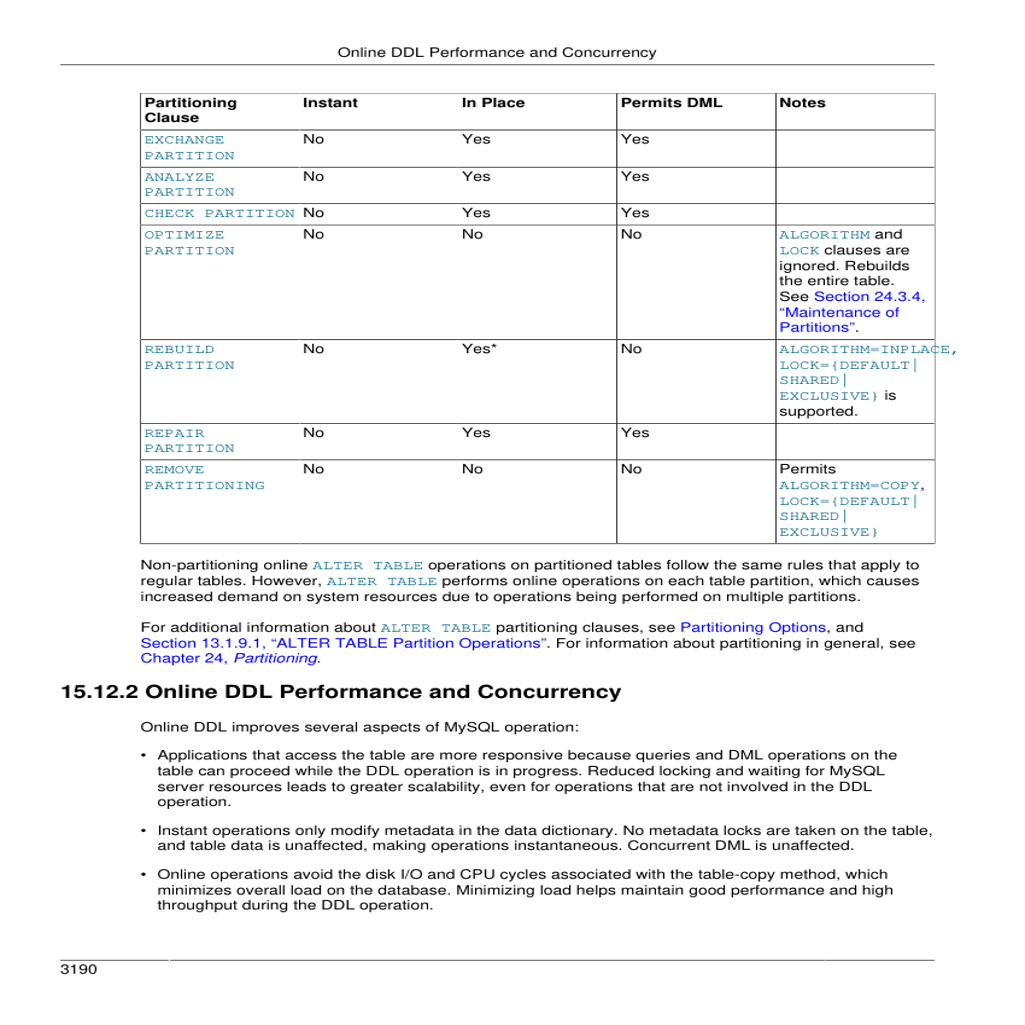 Online DDL Performance and Concurrency
Partitioning Clause Instant In Place Permits DML Notes
EXCHANGE PARTITION No Yes Yes
ANALYZE PARTITION No Yes Yes
CHECK PARTITION No Yes Yes
OPTIMIZE PARTITION No No No ALGORITHM and
LOCK clauses are
ignored. Rebuilds
the entire table.
See Section 24.3.4,
“Maintenance of
Partitions”.
REBUILD PARTITION No Yes* No ALGORITHM=INPLACE,
LOCK={DEFAULT|
SHARED|
EXCLUSIVE} is
supported.
REPAIR PARTITION No Yes Yes
REMOVE PARTITIONING No No No Permits
ALGORITHM=COPY,
LOCK={DEFAULT|
SHARED|
EXCLUSIVE}
Non-partitioning online ALTER TABLE operations on partitioned tables follow the same rules that apply to
regular tables. However, ALTER TABLE performs online operations on each table partition, which causes
increased demand on system resources due to operations being performed on multiple partitions.
For additional information about ALTER TABLE partitioning clauses, see Partitioning Options, and
Section 13.1.9.1, “ALTER TABLE Partition Operations”. For information about partitioning in general, see
Chapter 24, Partitioning.
15.12.2 Online DDL Performance and Concurrency
Online DDL improves several aspects of MySQL operation:
• Applications that access the table are more responsive because queries and DML operations on the
table can proceed while the DDL operation is in progress. Reduced locking and waiting for MySQL
server resources leads to greater scalability, even for operations that are not involved in the DDL
operation.
• Instant operations only modify metadata in the data dictionary. No metadata locks are taken on the table,
and table data is unaffected, making operations instantaneous. Concurrent DML is unaffected.
• Online operations avoid the disk I/O and CPU cycles associated with the table-copy method, which
minimizes overall load on the database. Minimizing load helps maintain good performance and high
throughput during the DDL operation.
3190